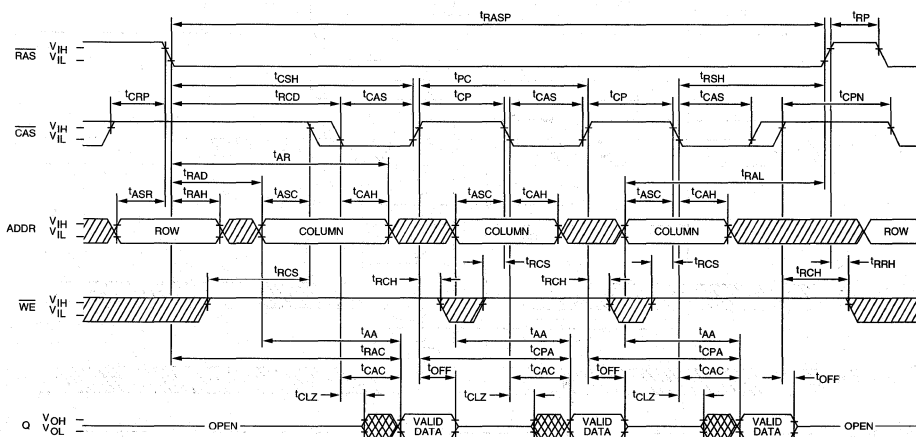 tRASP tRP
RAS VIH VIL
tCSH tPC tRSH
tCRP tRCD tCAS tCP tCAS tCP tCAS tCPN
CAS VIH VIL
tAR
tRAD tRAL
tASR tRAH tASC tCAH tASC tCAH tASC tCAH
ADDR VIH VIL ROW COLUMN COLUMN COLUMN ROW
tRCS tRCH tRCS tRCH tRCS tRCH tRRH
WE VIH VIL
tAA tAA tAA
tRAC tCPA tCPA
tCAC tOFF tCAC tOFF tCAC tOFF
tCLZ tCLZ tCLZ
Q VOH VOL OPEN VALID DATA VALID DATA VALID DATA OPEN